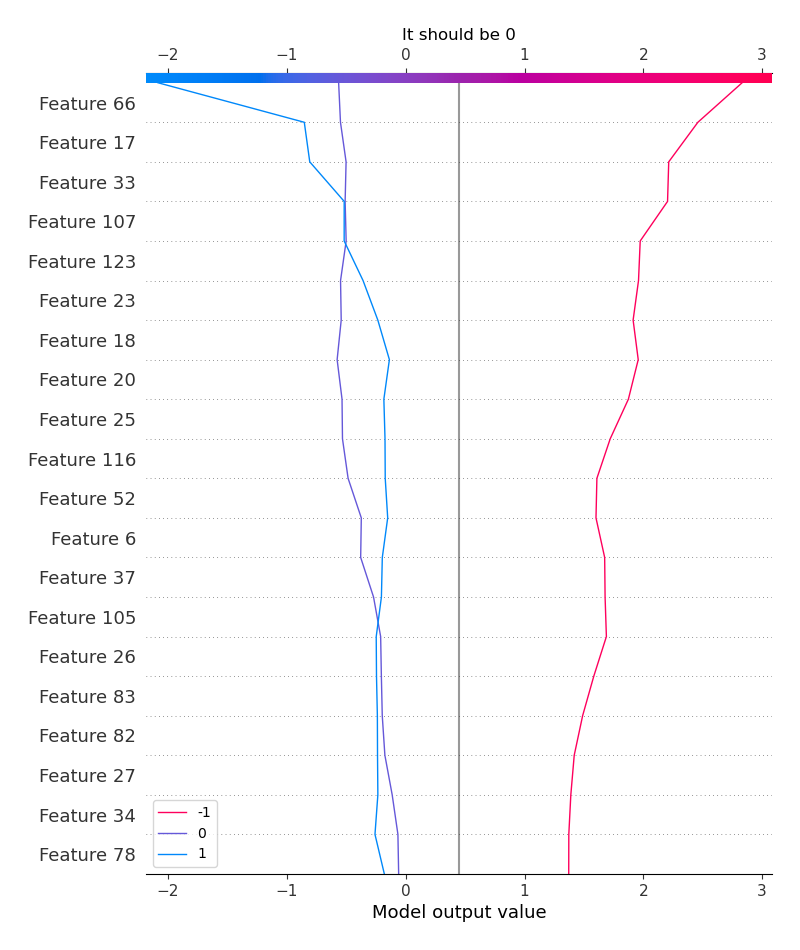 It should be 0
−2 −1 0 1 2 3
Feature 66
Feature 17
Feature 33
Feature 107
Feature 123
Feature 23
Feature 18
Feature 20
Feature 25
Feature 116
Feature 52
Feature 6
Feature 37
Feature 105
Feature 26
Feature 83
Feature 82
Feature 27
Feature 34
Feature 78
-1
0
1
−2 −1 0 1 2 3
Model output value